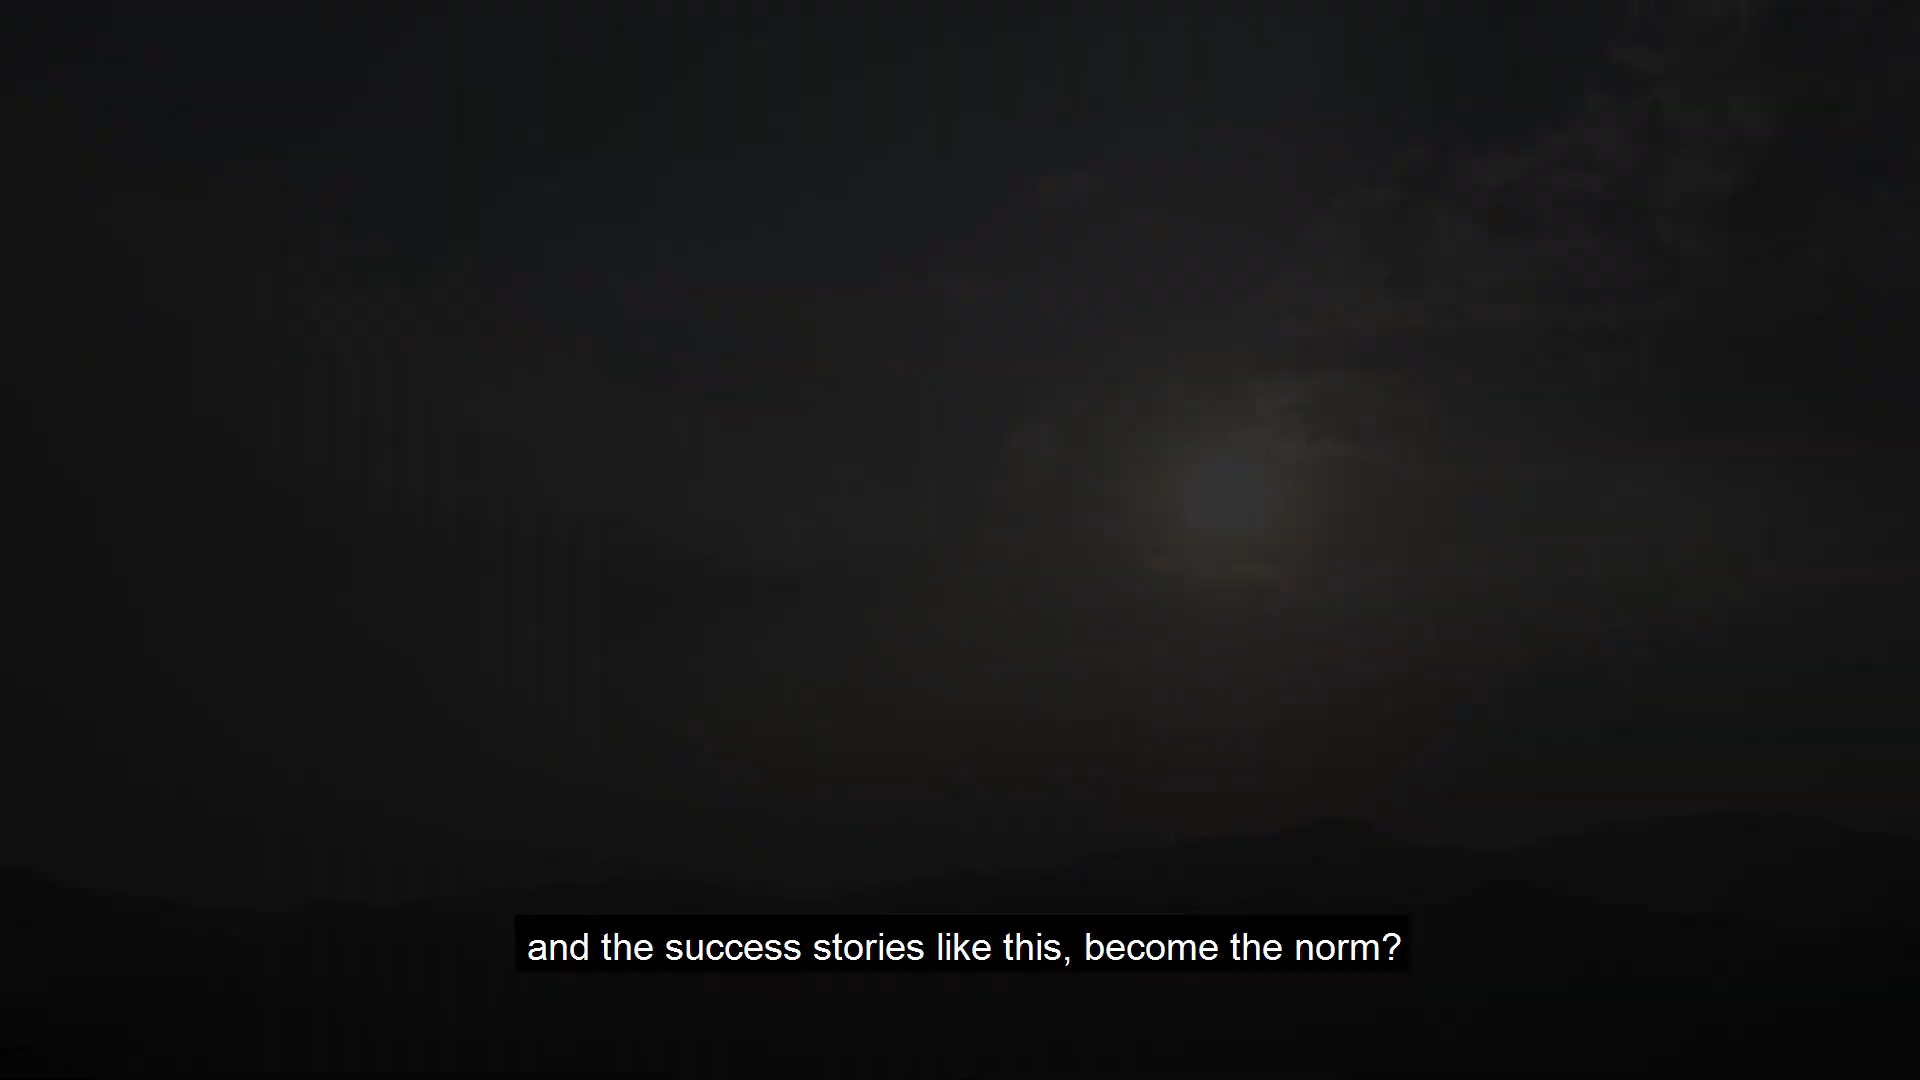 and the success stories like this, become the norm?